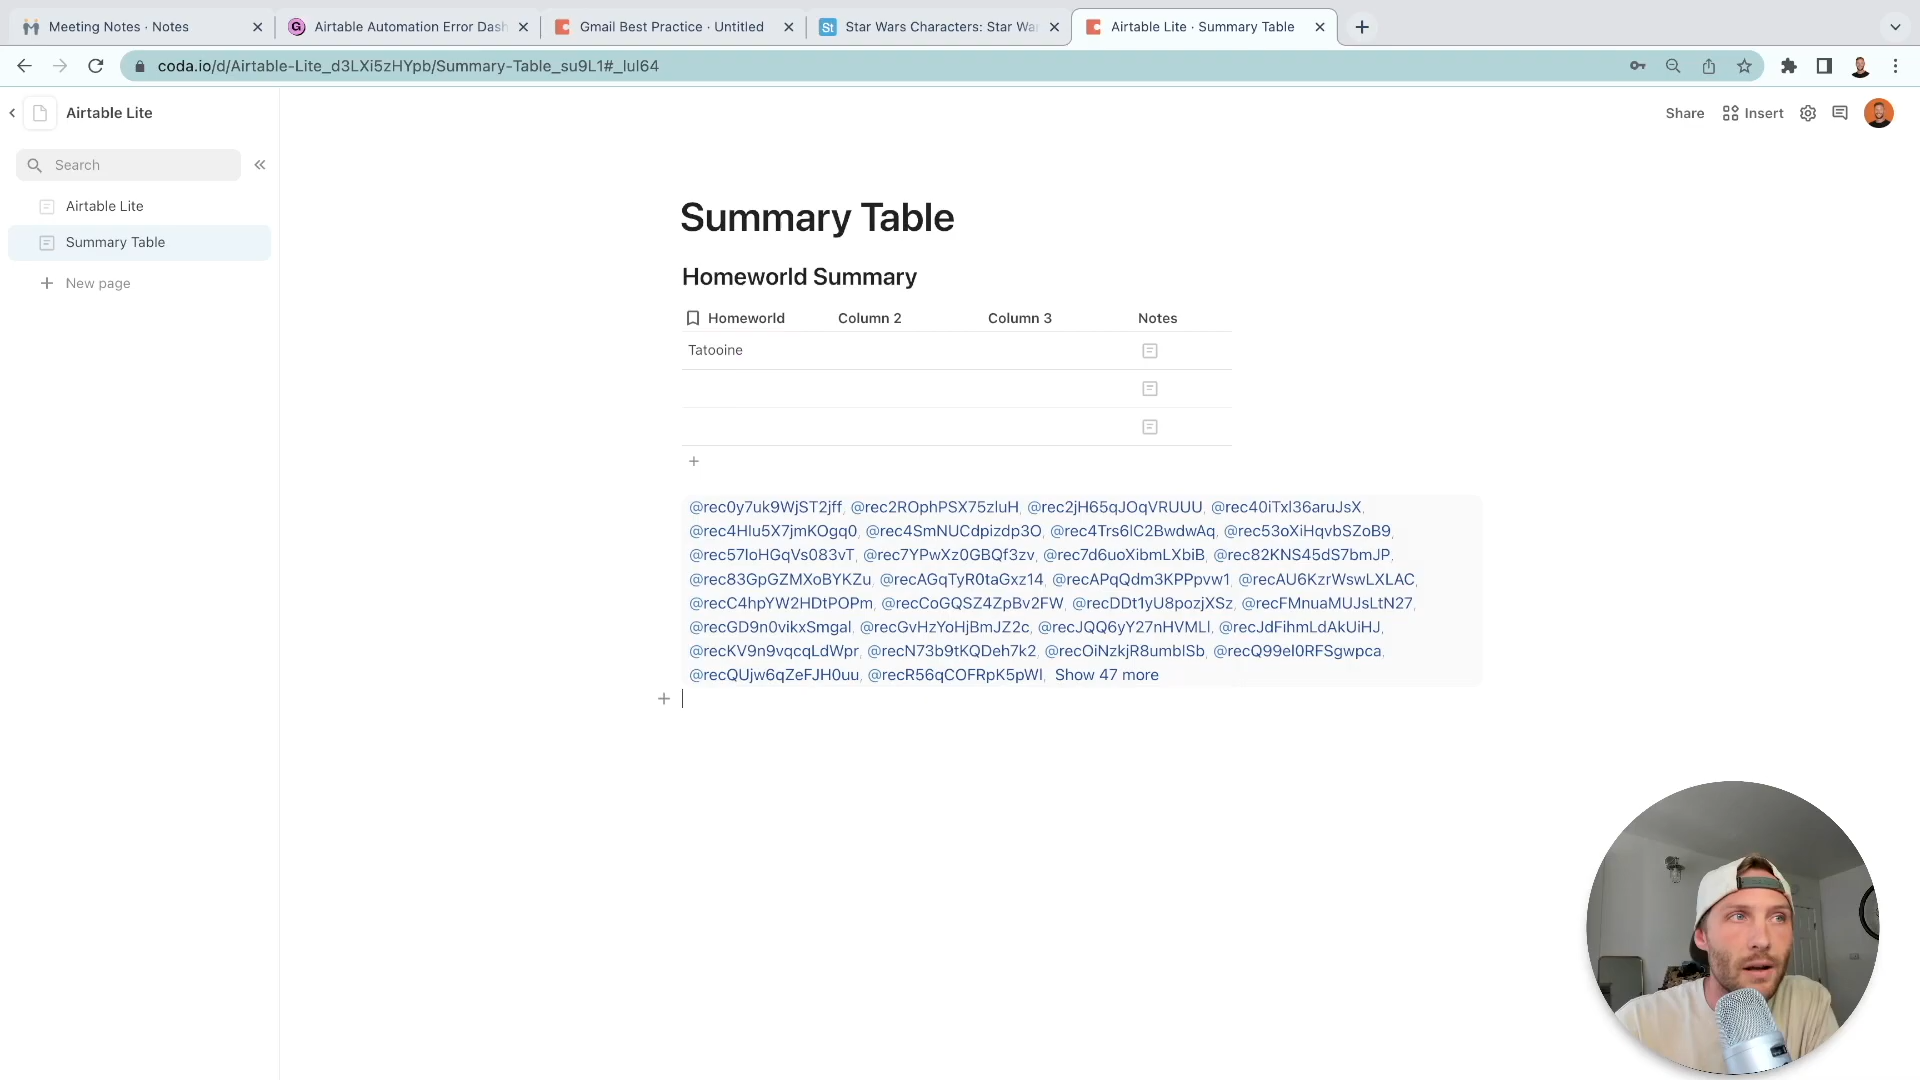 Meeting Notes · Notes
Airtable Automation Error Dash
Gmail Best Practice · Untitled
St
Star Wars Characters: Star Wa
Airtable Lite · Summary Table
coda.io/d/Airtable-Lite_d3LXi5zHYpb/Summary-Table_su9L1#_lul64
Airtable Lite
Share
Insert
Search
Airtable Lite
Summary Table
New page
Summary Table
Homeworld Summary
Homeworld Column 2 Column 3 Notes
Tatooine
@rec0y7uk9WjST2jff, @rec2ROphPSX75zluH, @rec2jH65qJOqVRUUU, @rec40iTxl36aruJsX,
@rec4Hlu5X7jmKOgq0, @rec4SmNUCdpizdp3O, @rec4Trs6lC2BwdwAq, @rec53oXiHqvbSZoB9,
@rec57loHGqVs083vT, @rec7YPwXz0GBQf3zv, @rec7d6uoXibmLXbiB, @rec82KNS45dS7bmJP,
@rec83GpGZMXoBYKZu, @recAGqTyR0taGxz14, @recAPqQdm3KPPpvw1, @recAU6KzrWswLXLAC,
@recC4hpYW2HDtPOPm, @recCoGQSZ4ZpBv2FW, @recDDt1yU8pozjXSz, @recFMnuaMUJsLtN27,
@recGD9n0vikxSmgal, @recGvHzYoHjBmJZ2c, @recJQQ6yY27nHVMLl, @recJdFihmLdAkUiHJ,
@recKV9n9vqcqLdWpr, @recN73b9tKQDeh7k2, @recOiNzkjR8umbISb, @recQ99el0RFSgwpca,
@recQUjw6qZeFJH0uu, @recR56qCOFRpK5pWl, Show 47 more